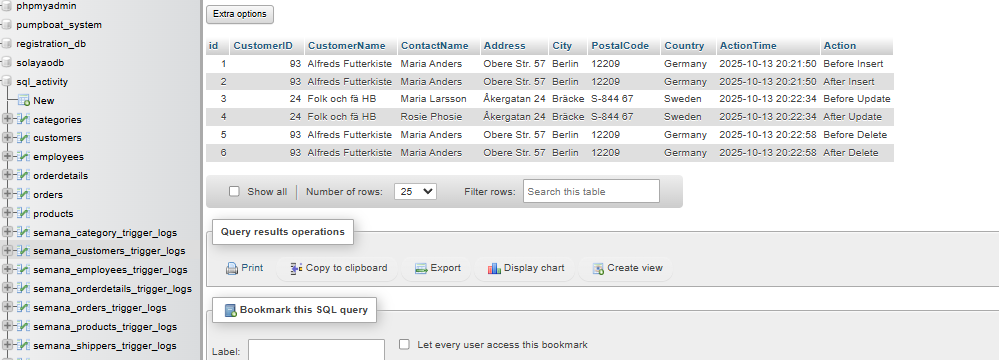 phpmyadmin
pumpboat_system
registration_db
solayaodb
sql_activity
New
categories
customers
employees
orderdetails
orders
products
semana_category_trigger_logs
semana_customers_trigger_logs
semana_employees_trigger_logs
semana_orderdetails_trigger_logs
semana_orders_trigger_logs
semana_products_trigger_logs
semana_shippers_trigger_logs
Extra options
id CustomerID CustomerName ContactName Address City PostalCode Country ActionTime Action
1 93 Alfreds Futterkiste Maria Anders Obere Str. 57 Berlin 12209 Germany 2025-10-13 20:21:50 Before Insert
2 93 Alfreds Futterkiste Maria Anders Obere Str. 57 Berlin 12209 Germany 2025-10-13 20:21:50 After Insert
3 24 Folk och fä HB Maria Larsson Åkergatan 24 Bräcke S-844 67 Sweden 2025-10-13 20:22:34 Before Update
4 24 Folk och fä HB Rosie Phosie Åkergatan 24 Bräcke S-844 67 Sweden 2025-10-13 20:22:34 After Update
5 93 Alfreds Futterkiste Maria Anders Obere Str. 57 Berlin 12209 Germany 2025-10-13 20:22:58 Before Delete
6 93 Alfreds Futterkiste Maria Anders Obere Str. 57 Berlin 12209 Germany 2025-10-13 20:22:58 After Delete
Show all Number of rows: 25 Filter rows: Search this table
Query results operations
Print Copy to clipboard Export Display chart Create view
Bookmark this SQL query
Label: Let every user access this bookmark